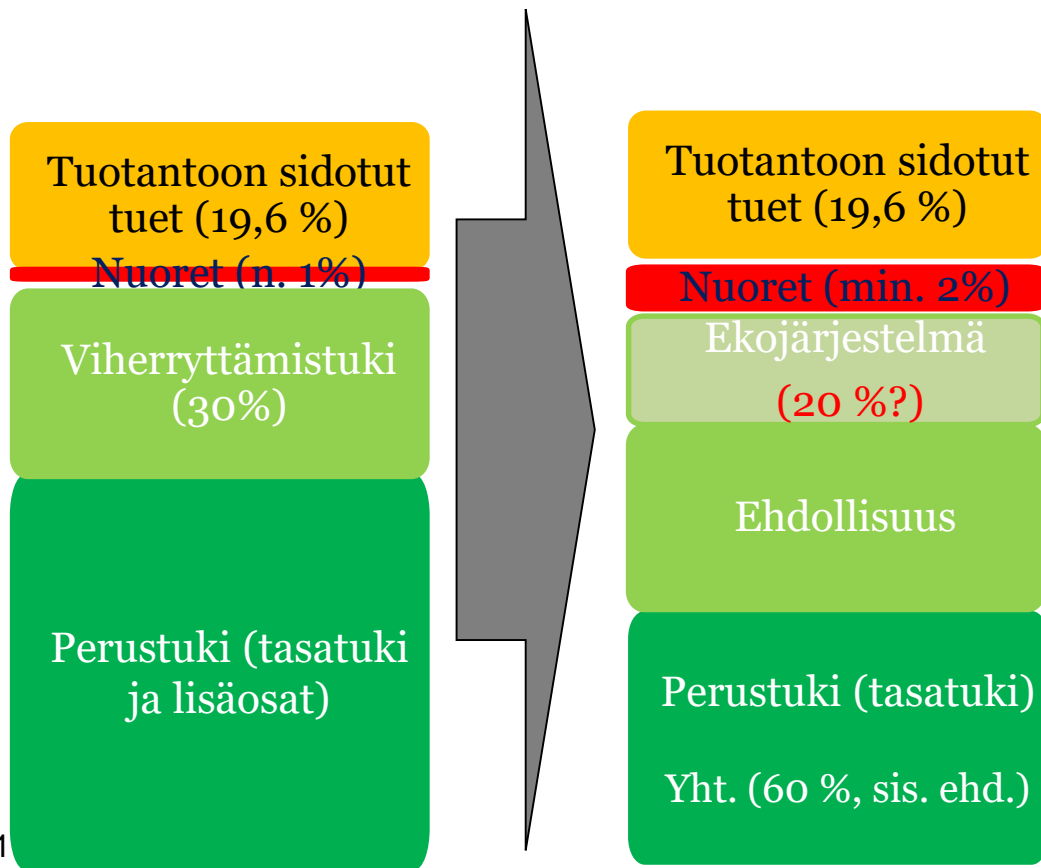 Tuotantoon sidotut
tuet (19,6 %)
Nuoret (n. 1%)
Viherryttämistuki
(30%)
Perustuki (tasatuki
ja lisäosat)
Tuotantoon sidotut
tuet (19,6 %)
Nuoret (min. 2%)
Ekojärjestelmä
(20 %?)
Ehdollisuus
Perustuki (tasatuki)
Yht. (60 %, sis. ehd.)